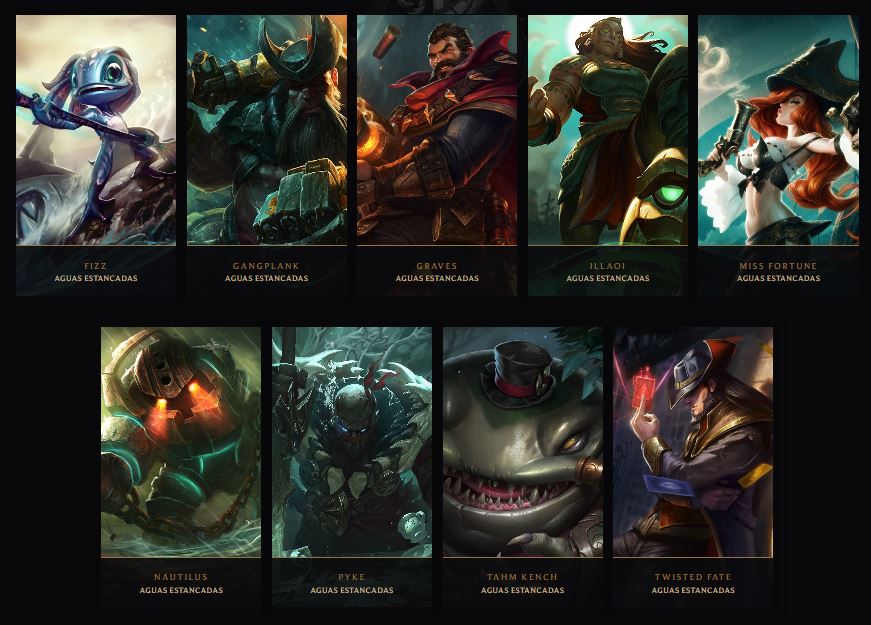 FIZZ
AGUAS ESTANCADAS
GANGPLANK
AGUAS ESTANCADAS
GRAVES
AGUAS ESTANCADAS
ILLAOI
AGUAS ESTANCADAS
MISS FORTUNE
AGUAS ESTANCADAS
NAUTILUS
AGUAS ESTANCADAS
PYKE
AGUAS ESTANCADAS
TAHM KENCH
AGUAS ESTANCADAS
TWISTED FATE
AGUAS ESTANCADAS